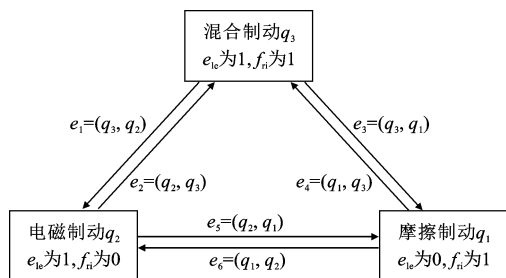 混合制动q₃
eₗₑ为1,fᵣᵢ为1
e₁=(q₃, q₂)
e₃=(q₃, q₁)
e₂=(q₂, q₃)
e₄=(q₁, q₃)
电磁制动q₂
eₗₑ为1,fᵣᵢ为0
e₅=(q₂, q₁)
e₆=(q₁, q₂)
摩擦制动q₁
eₗₑ为0,fᵣᵢ为1